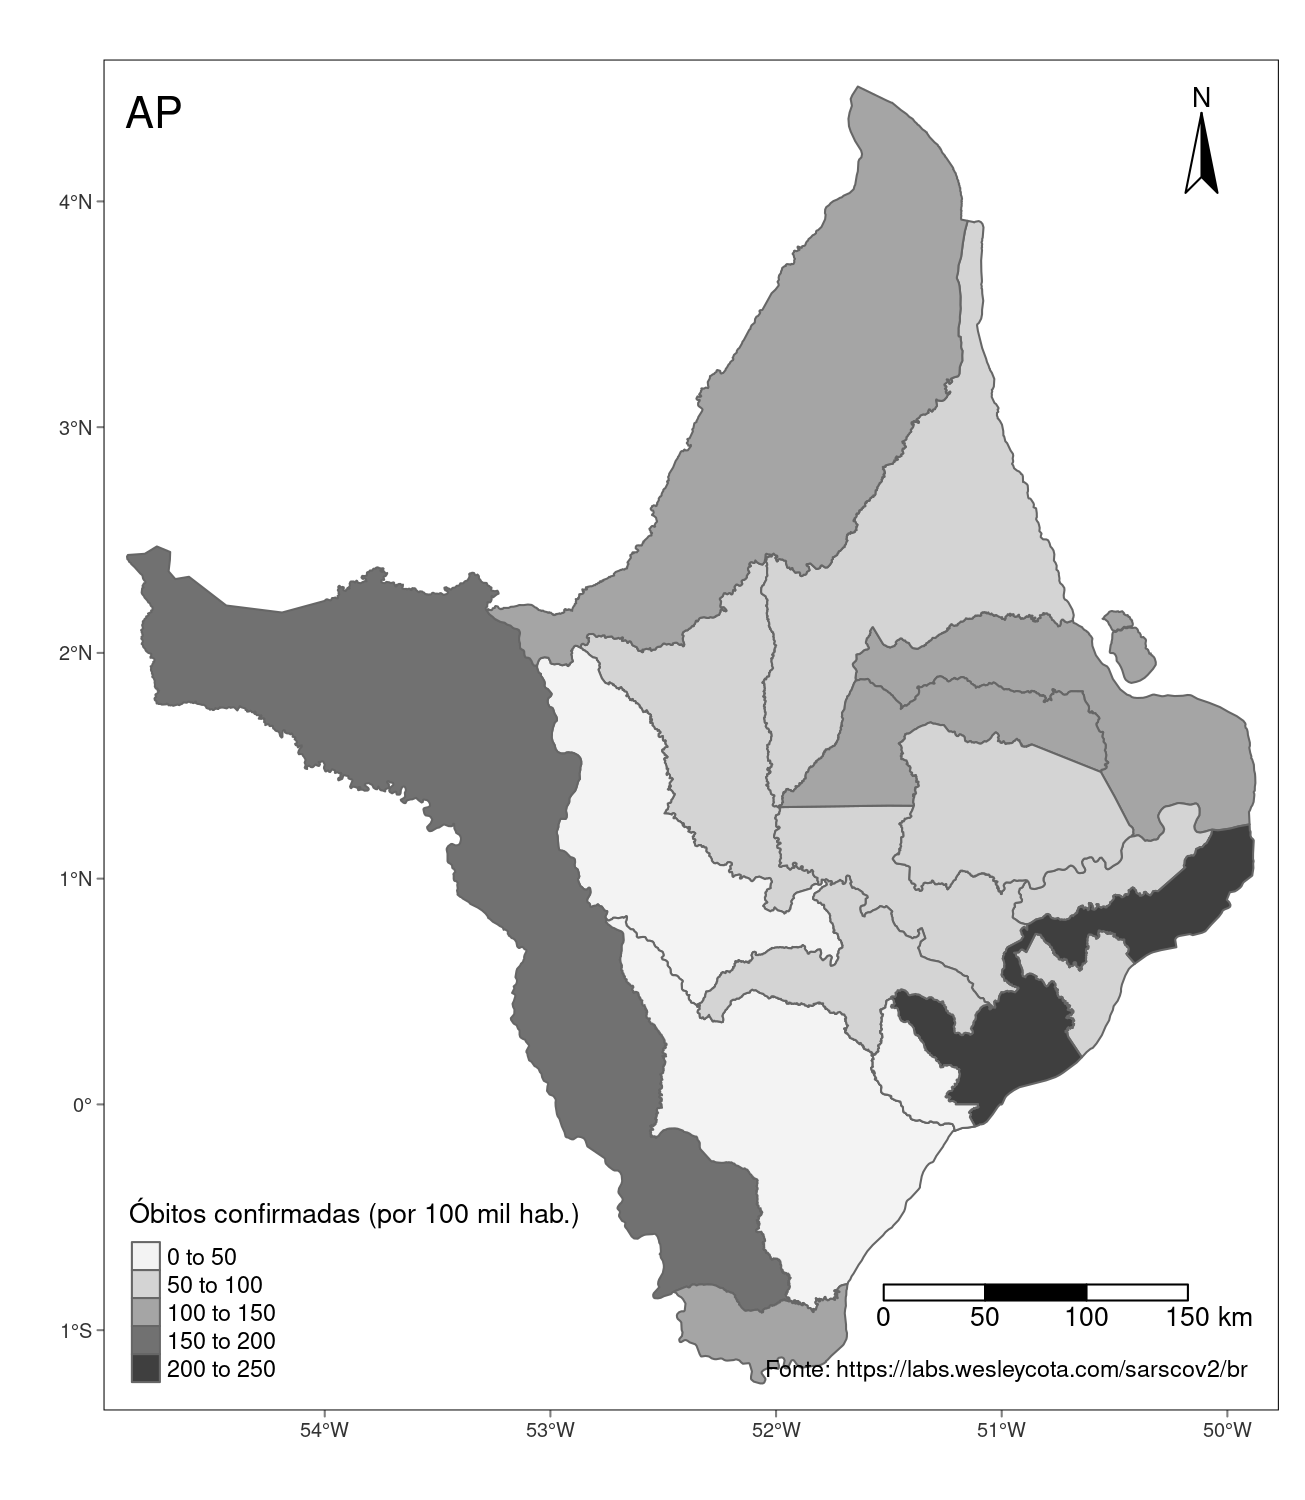 AP
N
4°N
3°N
2°N
1°N
0°
1°S
Óbitos confirmadas (por 100 mil hab.)
0 to 50
50 to 100
100 to 150
150 to 200
200 to 250
0 50 100 150 km
Fonte: https://labs.wesleycota.com/sarscov2/br
54°W 53°W 52°W 51°W 50°W